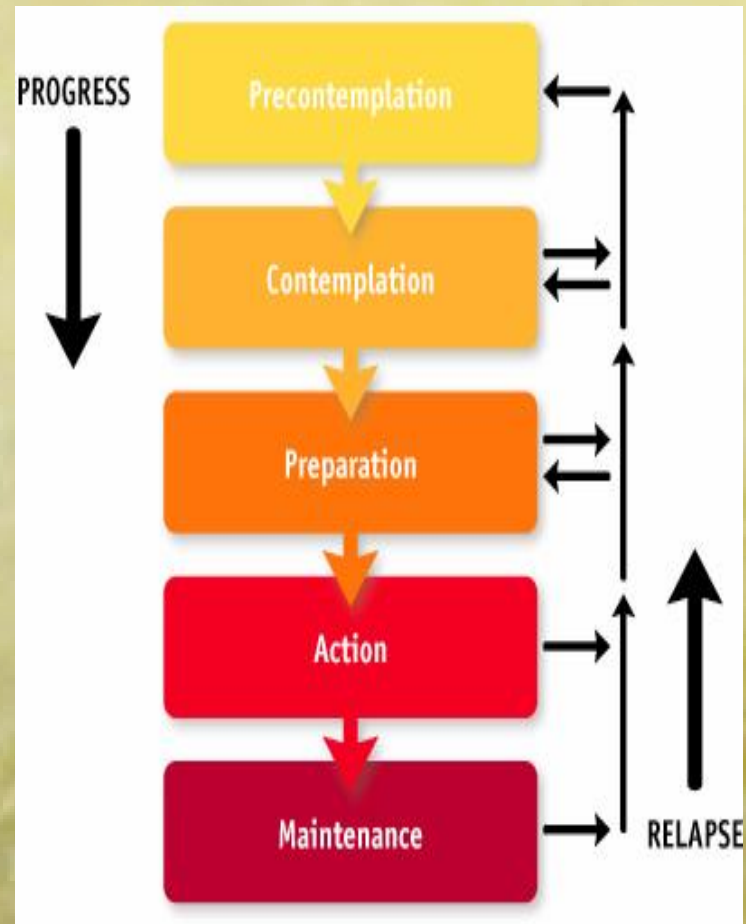 PROGRESS
Precontemplation
Contemplation
Preparation
Action
Maintenance
RELAPSE